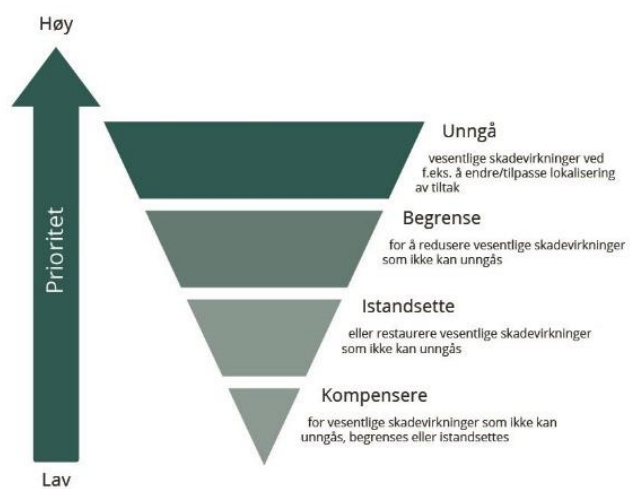 Høy
Prioritet
Unngå
vesentlige skadevirkninger ved
f.eks. å endre/tilpasse lokalisering
av tiltak
Begrense
for å redusere vesentlige skadevirkninger
som ikke kan unngås
Istandsette
eller restaurere vesentlige skadevirkninger
som ikke kan unngås
Kompensere
for vesentlige skadevirkninger som ikke kan
unngås, begrenses eller istandsettes
Lav